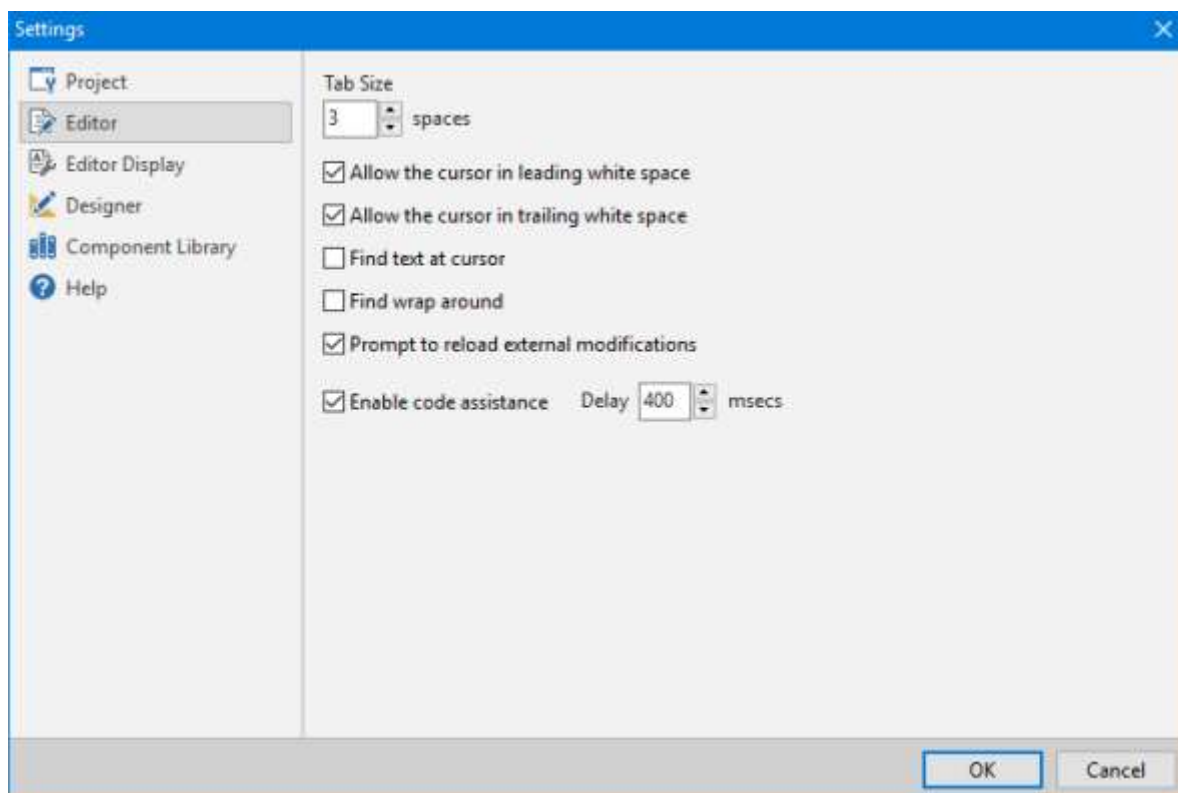 Settings
Project
Editor
Editor Display
Designer
Component Library
Help
Tab Size
3 spaces
Allow the cursor in leading white space
Allow the cursor in trailing white space
Find text at cursor
Find wrap around
Prompt to reload external modifications
Enable code assistance Delay 400 msecs
OK Cancel